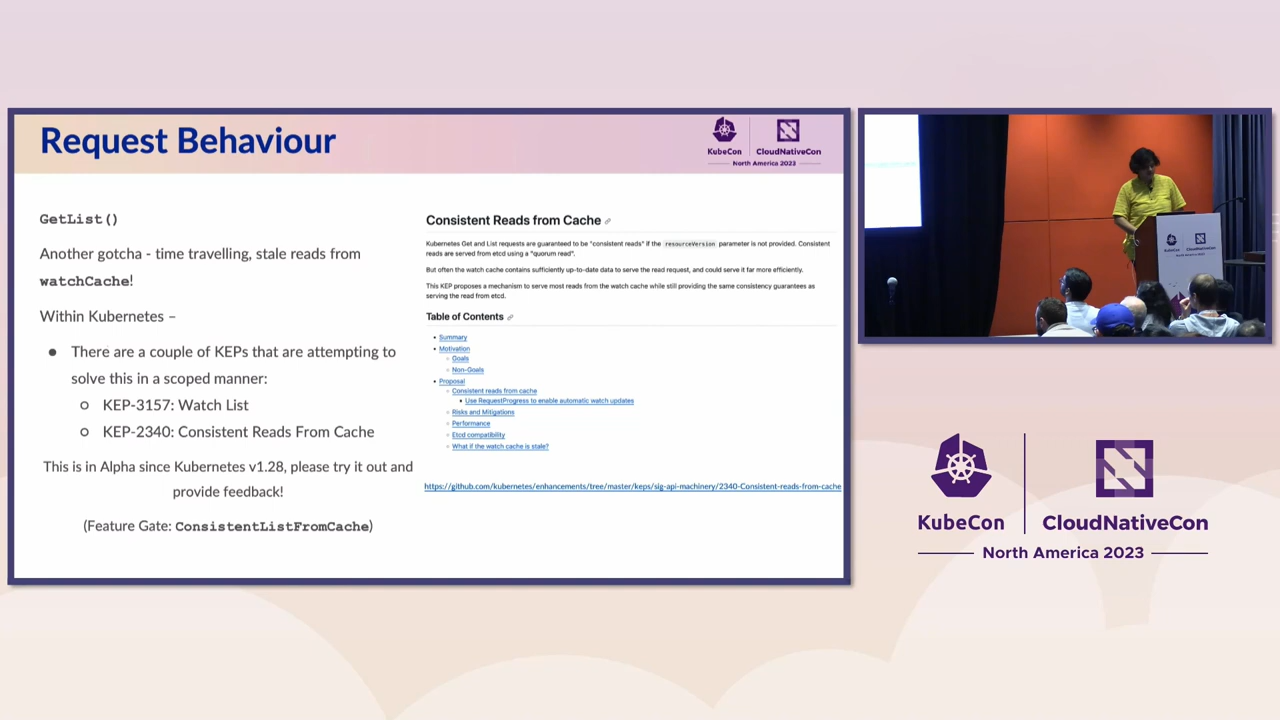 Request Behaviour
KubeCon
CloudNativeCon
North America 2023
GetList()
Another gotcha - time travelling, stale reads from
watchCache!
Within Kubernetes –
● There are a couple of KEPs that are attempting to
solve this in a scoped manner:
○ KEP-3157: Watch List
○ KEP-2340: Consistent Reads From Cache
This is in Alpha since Kubernetes v1.28, please try it out and
provide feedback!
(Feature Gate: ConsistentListFromCache)
Consistent Reads from Cache
Kubernetes Get and List requests are guaranteed to be "consistent reads" if the resourceVersion parameter is not provided. Consistent
reads are served from etcd using a "quorum read".
But often the watch cache contains sufficiently up-to-date data to serve the read request, and could serve it far more efficiently.
This KEP proposes a mechanism to serve most reads from the watch cache while still providing the same consistency guarantees as
serving the read from etcd.
Table of Contents
• Summary
• Motivation
○ Goals
○ Non-Goals
• Proposal
○ Consistent reads from cache
▪ Use RequestProgress to enable automatic watch updates
○ Risks and Mitigations
○ Performance
○ Etcd compatibility
○ What if the watch cache is stale?
https://github.com/kubernetes/enhancements/tree/master/keps/sig-api-machinery/2340-Consistent-reads-from-cache
KubeCon
CloudNativeCon
North America 2023